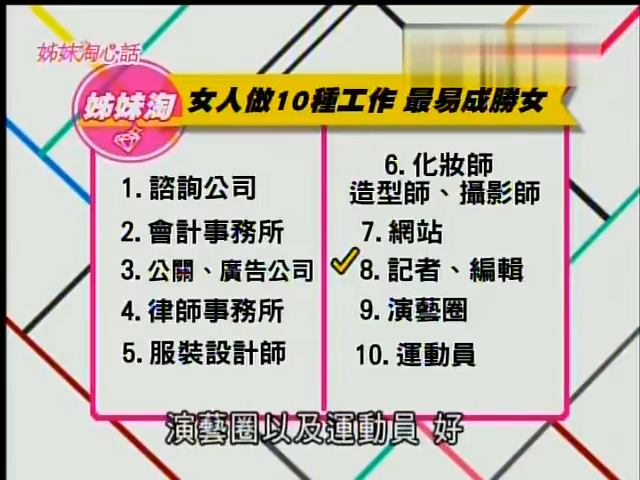 姊妹淘心話
姊妹淘
女人做10種工作 最易成勝女
1. 諮詢公司
2. 會計事務所
3. 公關、廣告公司
4. 律師事務所
5. 服裝設計師
6. 化妝師
造型師、攝影師
7. 網站
8. 記者、編輯
9. 演藝圈
10. 運動員
演藝圈以及運動員 好